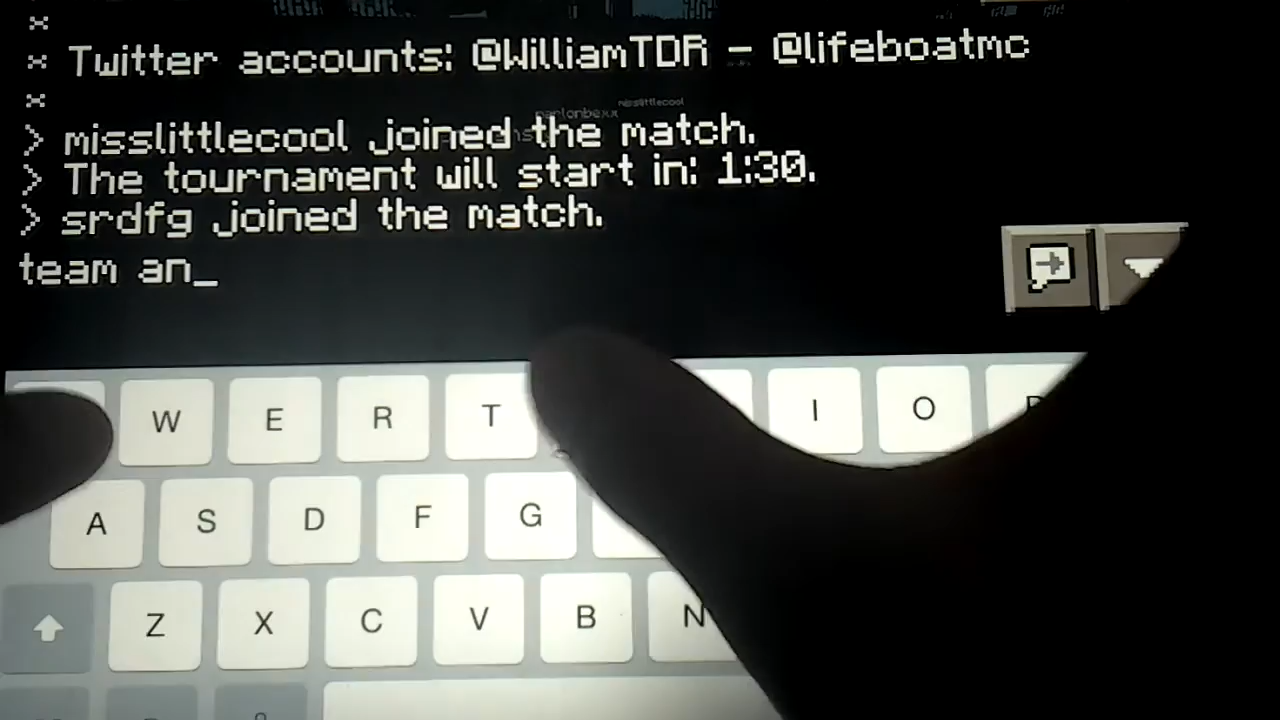 × Twitter accounts: @WilliamTDR - @lifeboatmc
×
misslittlecool
> misslittlecool joined the match.
> The tournament will start in: 1:30.
> srdfg joined the match.
team an_
W E R T I O
A S D F G
Z X C V B N